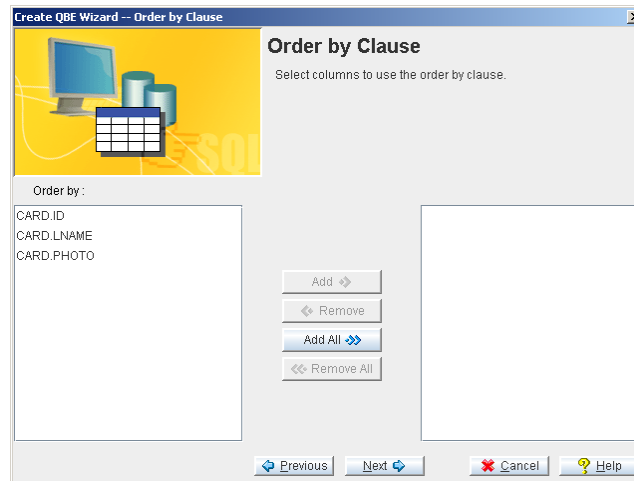 Create QBE Wizard -- Order by Clause
Order by Clause
Select columns to use the order by clause.
SQL
Order by :
CARD.ID
CARD.LNAME
CARD.PHOTO
Add
Remove
Add All
Remove All
Previous
Next
Cancel
Help